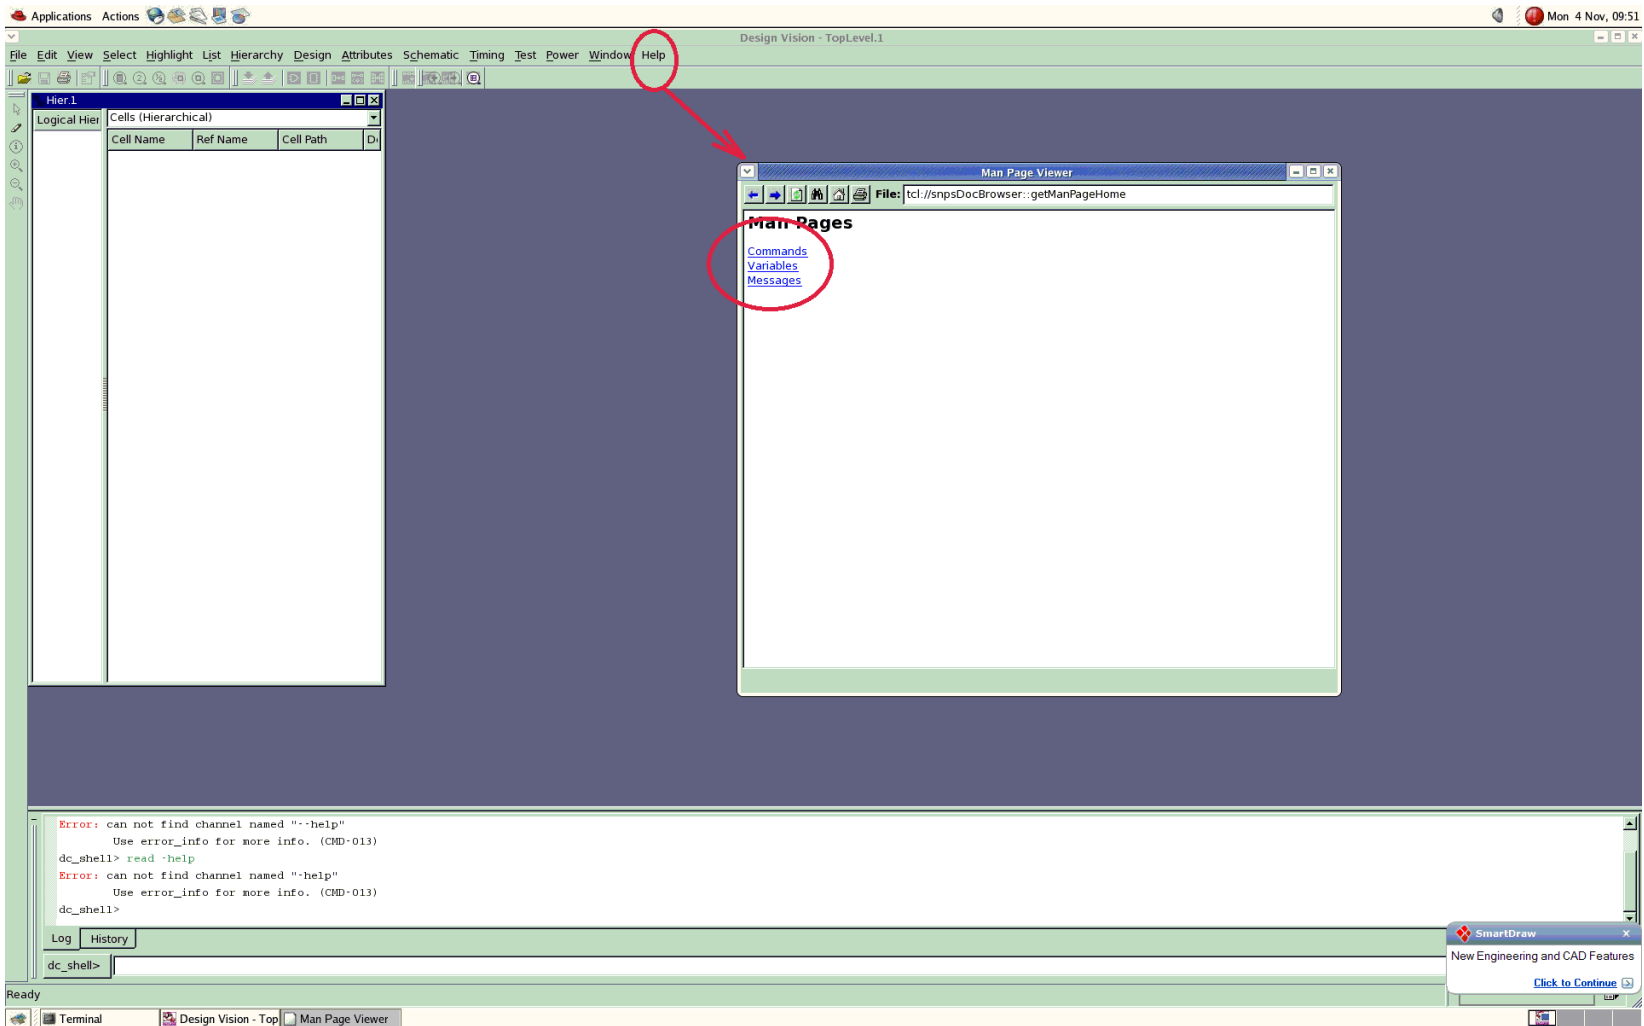 Applications Actions Mon 4 Nov, 09:51
Design Vision - TopLevel.1
File Edit View Select Highlight List Hierarchy Design Attributes Schematic Timing Test Power Window Help
Hier.1
Logical Hier
Cells (Hierarchical)
Cell Name Ref Name Cell Path D
Man Page Viewer
File: tcl://snpsDocBrowser::getManPageHome
Man Pages
Commands
Variables
Messages
Error: can not find channel named "--help"
Use error_info for more info. (CMD-013)
dc_shell> read -help
Error: can not find channel named "-help"
Use error_info for more info. (CMD-013)
dc_shell>
Log History
dc_shell>
SmartDraw
New Engineering and CAD Features
Click to Continue
Ready
Terminal Design Vision - Top Man Page Viewer